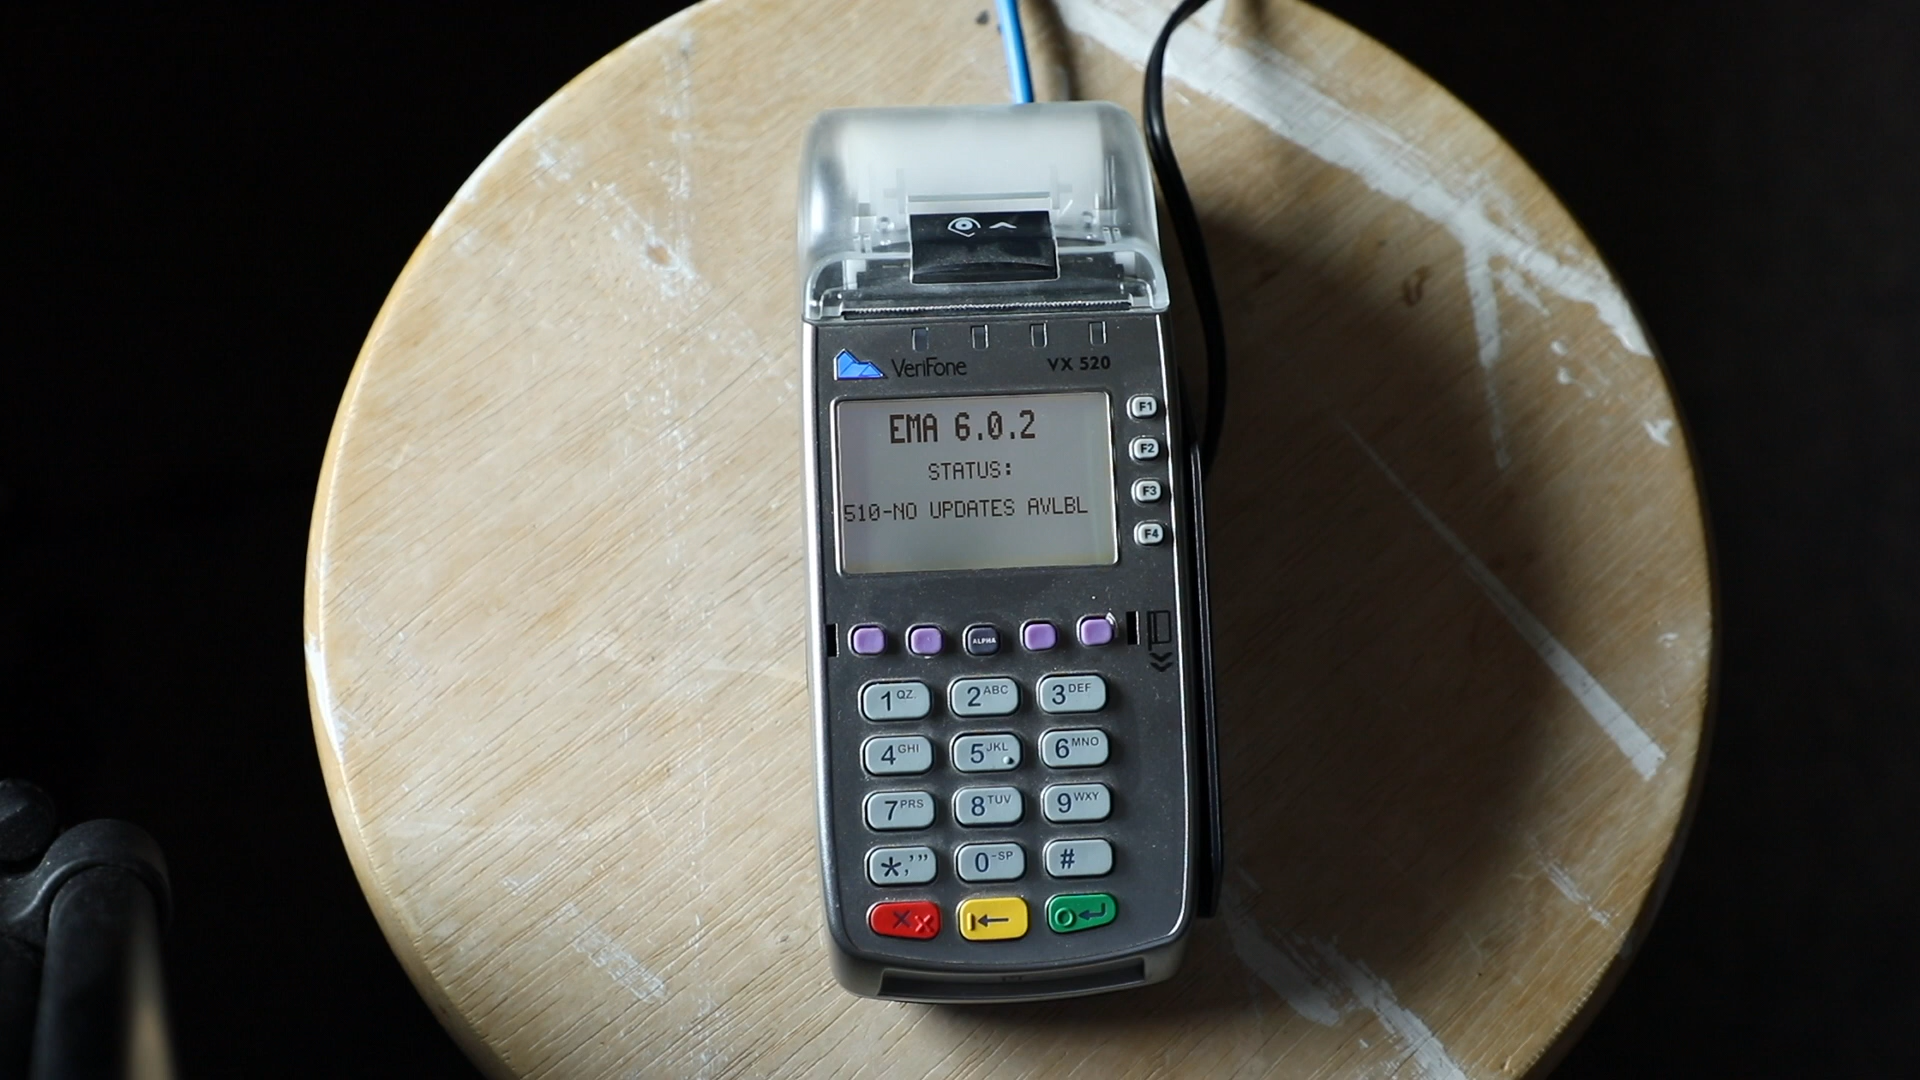 VeriFone VX 520
EMA 6.0.2
STATUS:
510-NO UPDATES AVLBL
F1
F2
F3
F4
ALPHA
1 QZ. 2 ABC 3 DEF
4 GHI 5 JKL 6 MNO
7 PRS 8 TUV 9 WXY
*,'" 0 -SP #